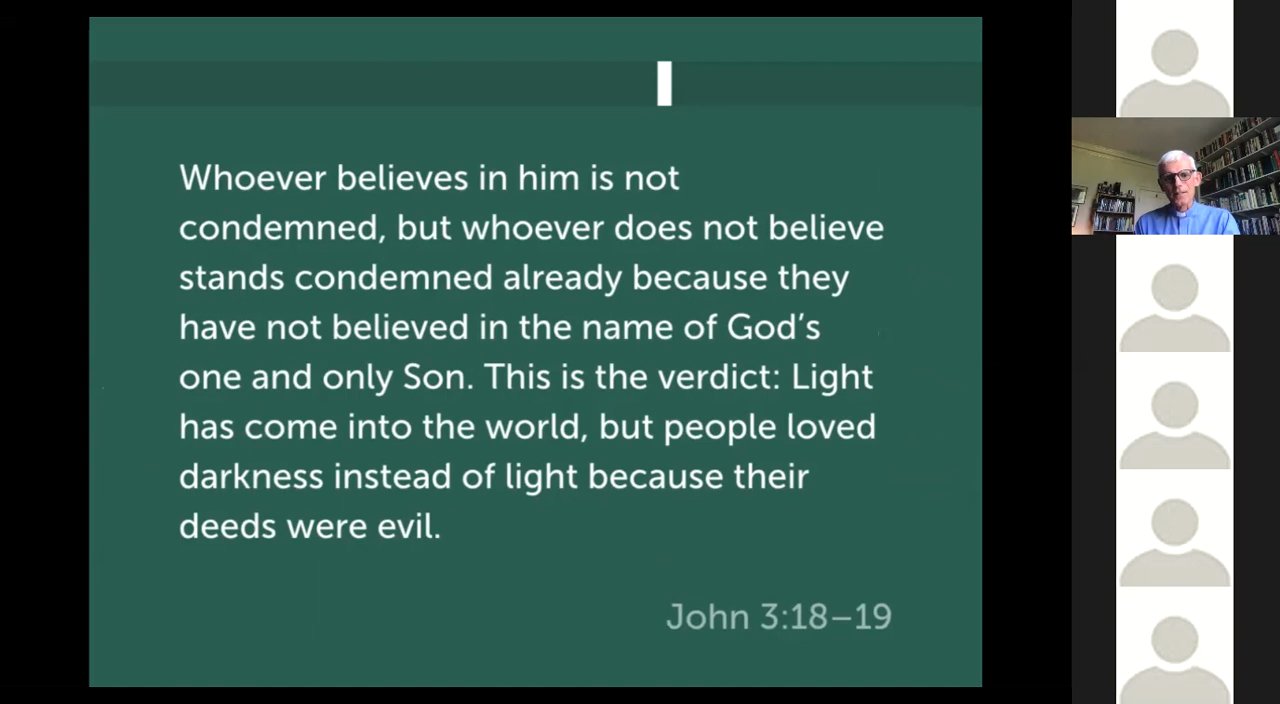 Whoever believes in him is not
condemned, but whoever does not believe
stands condemned already because they
have not believed in the name of God’s
one and only Son. This is the verdict: Light
has come into the world, but people loved
darkness instead of light because their
deeds were evil.
John 3:18–19